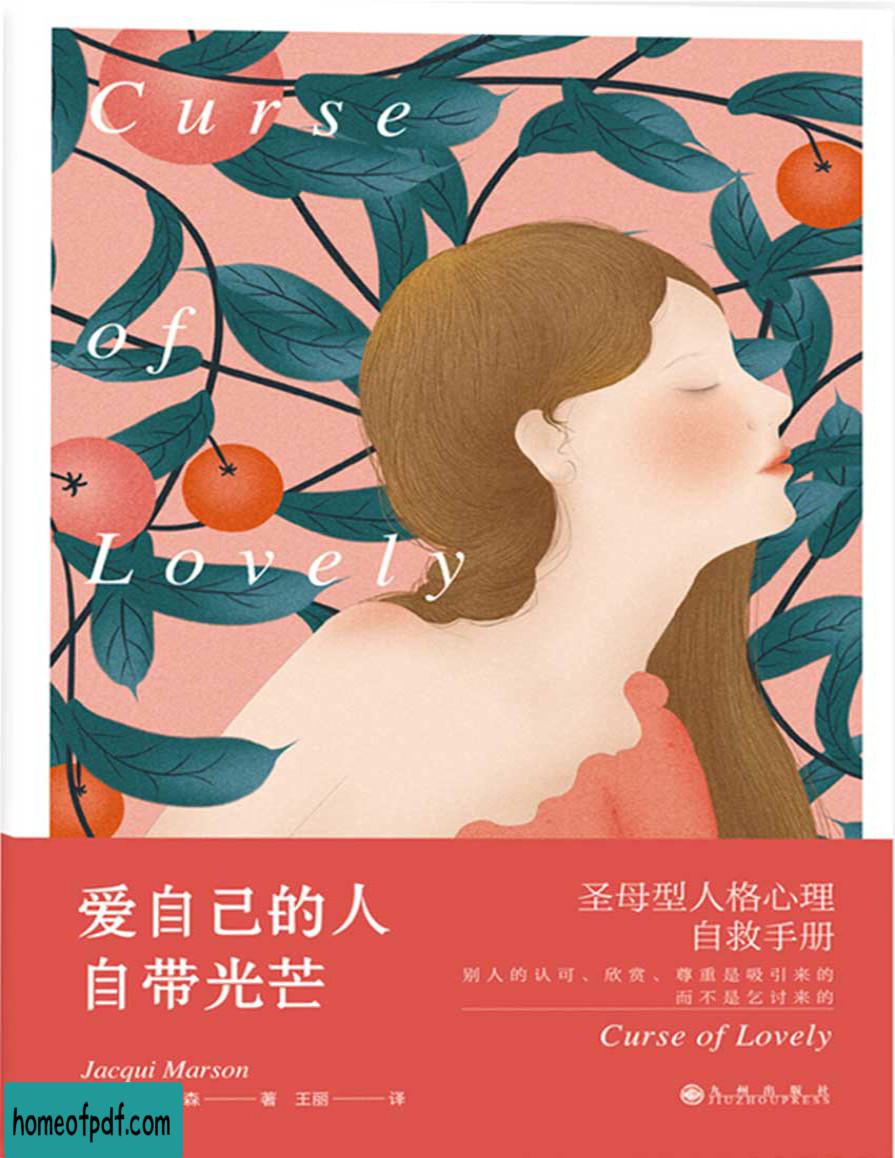 Curse
of
Lovely
爱自己的人
自带光芒
圣母型人格心理
自救手册
别人的认可、欣赏、尊重是吸引来的
而不是乞讨来的
Curse of Lovely
Jacqui Marson
森——著 王丽——译
九州出版社
JIUZHOUPRESS
homeofpdf.com